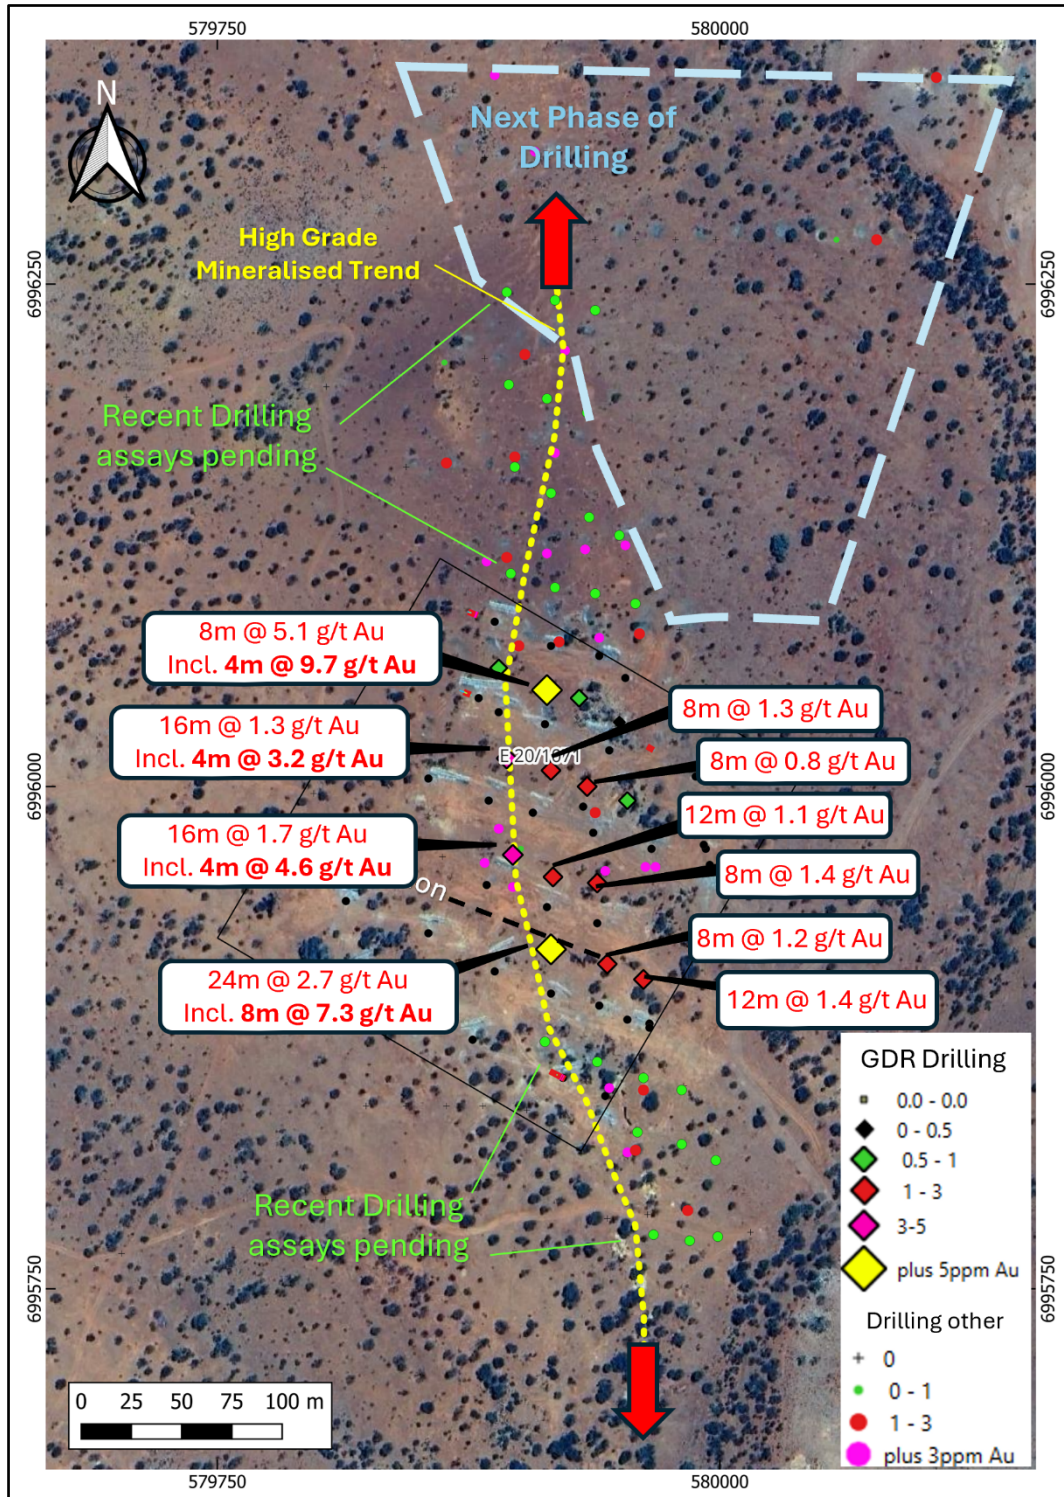 579750
580000
N
Next Phase of
Drilling
High Grade
Mineralised Trend
6996250
6996250
Recent Drilling
assays pending
8m @ 5.1 g/t Au
Incl. 4m @ 9.7 g/t Au
8m @ 1.3 g/t Au
16m @ 1.3 g/t Au
Incl. 4m @ 3.2 g/t Au
8m @ 0.8 g/t Au
6996000
6996000
12m @ 1.1 g/t Au
16m @ 1.7 g/t Au
Incl. 4m @ 4.6 g/t Au
8m @ 1.4 g/t Au
on
8m @ 1.2 g/t Au
24m @ 2.7 g/t Au
Incl. 8m @ 7.3 g/t Au
12m @ 1.4 g/t Au
Recent Drilling
assays pending
6995750
6995750
GDR Drilling
0.0 - 0.0
0 - 0.5
0.5 - 1
1 - 3
3-5
plus 5ppm Au
Drilling other
0
0 - 1
1 - 3
plus 3ppm Au
0 25 50 75 100 m
579750
580000